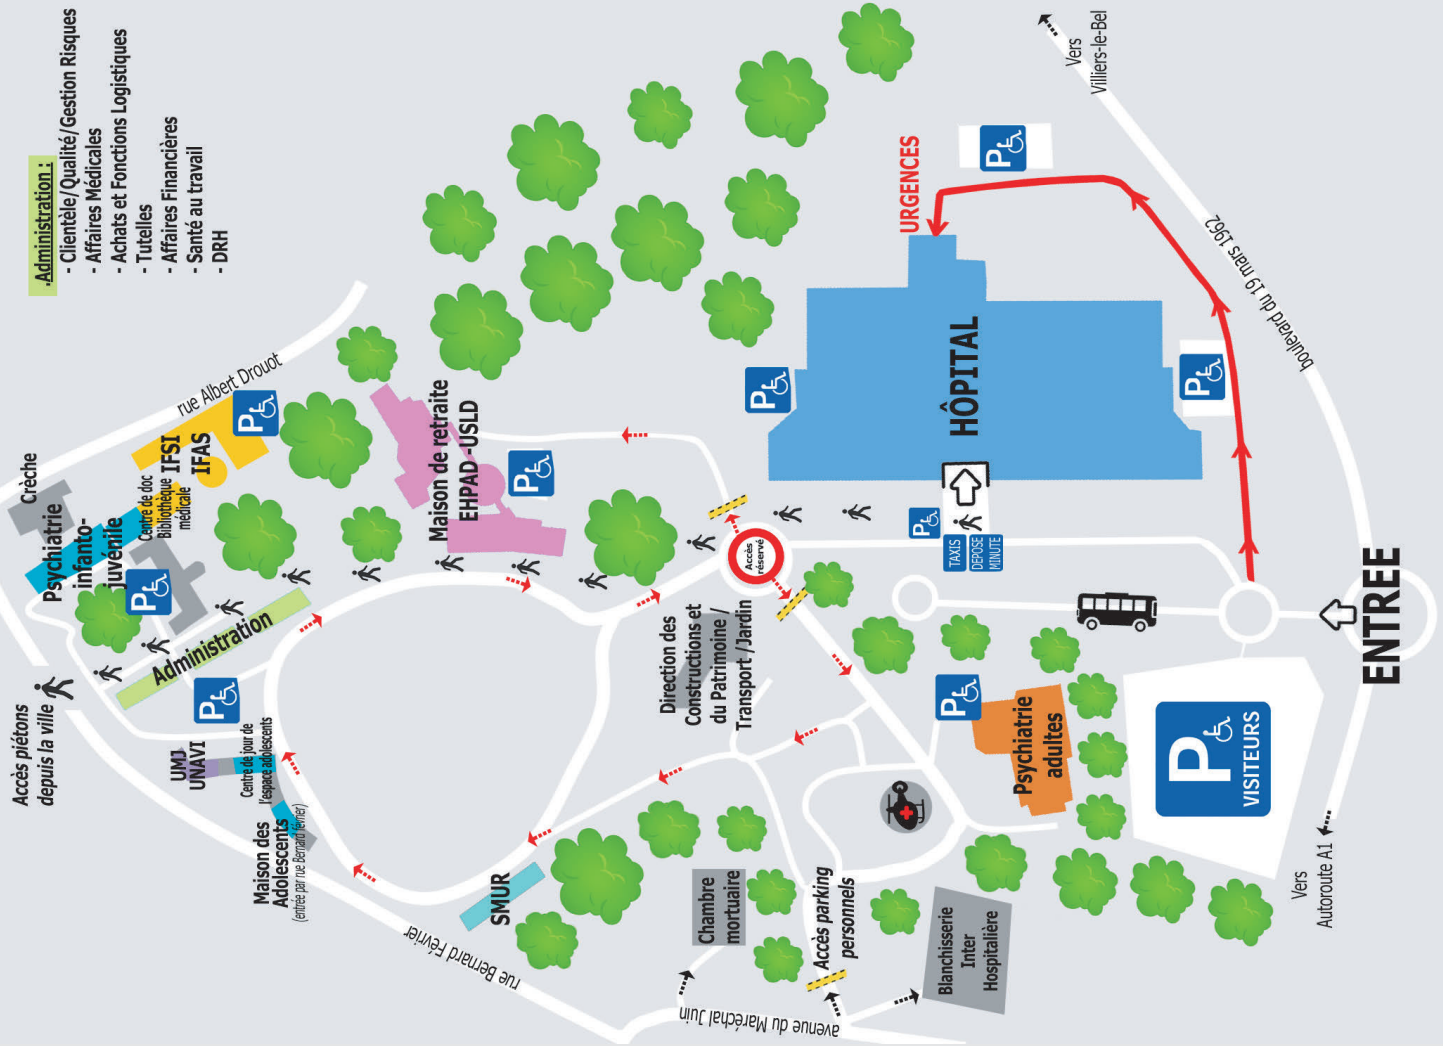 -Administration :
- Clientèle/Qualité/Gestion Risques
- Affaires Médicales
- Achats et Fonctions Logistiques
- Tutelles
- Affaires Financières
- Santé au travail
- DRH
Accès piétons
depuis la ville
Crèche
Psychiatrie
infanto-
juvénile
Centre de doc
Bibliothèque
médicale
IFSI
IFAS
P
rue Albert Drouot
P
Administration
P
UMJ
UNAVI
Centre de jour de
l'espace adolescents
Maison des
Adolescents
(entrée par rue Bernard février)
rue Bernard Février
SMUR
Maison de retraite
EHPAD -USLD
P
Accès
réservé
Direction des
Constructions et
du Patrimoine /
Transport /Jardin
Chambre
mortuaire
Accès parking
personnels
avenue du Maréchal Juin
Blanchisserie
Inter
Hospitalière
P
Psychiatrie
adultes
P
HÔPITAL
P
TAXIS
DEPOSE
MINUTE
URGENCES
P
P
Vers
Villiers-le-Bel
boulevard du 19 mars 1962
P
VISITEURS
ENTREE
Vers
Autoroute A1